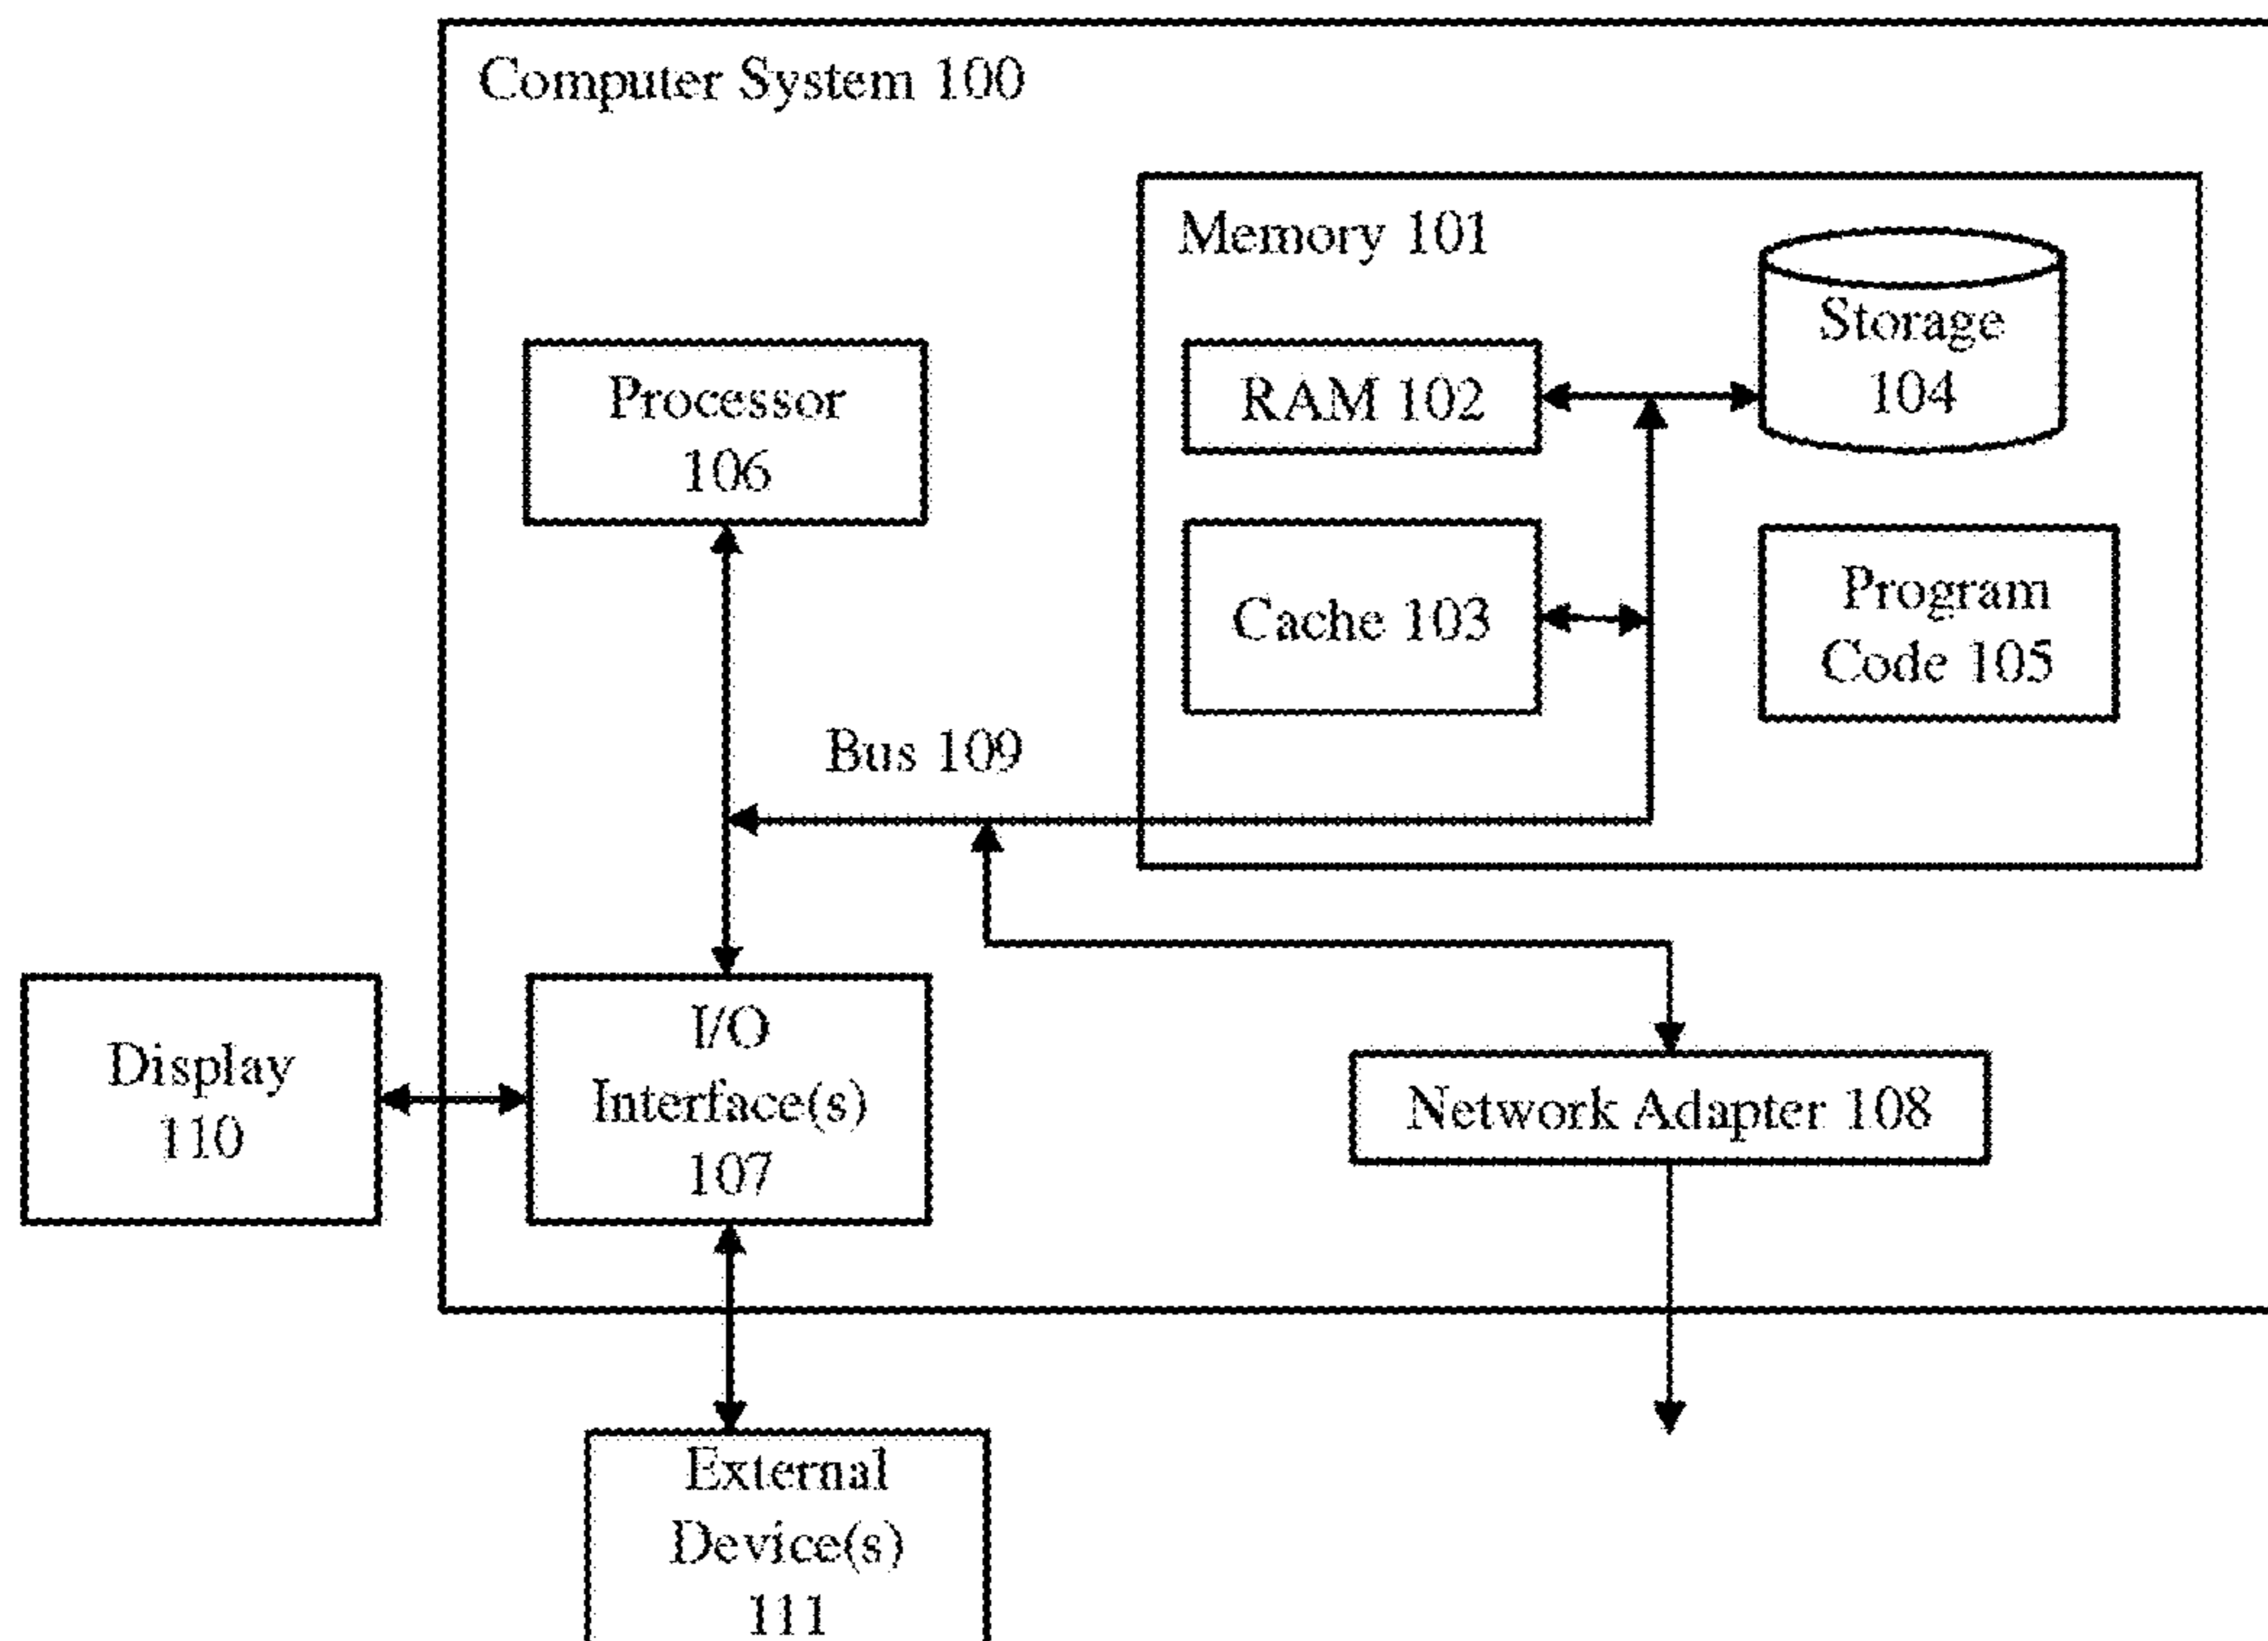 Computer System 100
Memory 101
Storage
104
RAM 102
Processor
106
Cache 103
Program
Code 105
Bus 109
I/O
Interface(s)
107
Display
110
Network Adapter 108
External
Device(s)
111